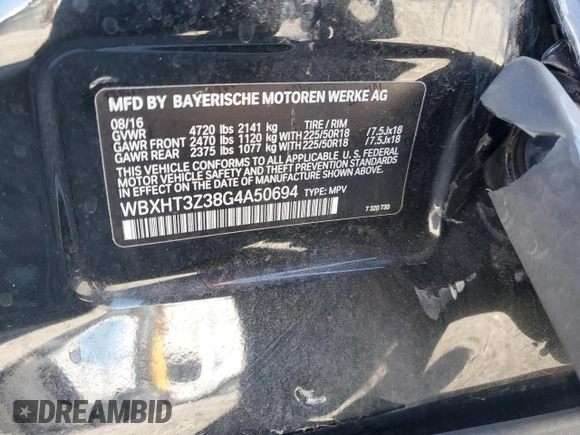 MFD BY BAYERISCHE MOTOREN WERKE AG
08/16
GVWR 4720 lbs 2141 kg TIRE / RIM
GAWR FRONT 2470 lbs 1120 kg WITH 225/50R18 /7.5Jx18
GAWR REAR 2375 lbs 1077 kg WITH 225/50R18 /7.5Jx18
THIS VEHICLE CONFORMS TO ALL APPLICABLE U.S. FEDERAL
MOTOR VEHICLE SAFETY AND THEFT PREVENTION STANDARDS
IN EFFECT ON THE DATE OF MANUFACTURE SHOWN ABOVE.
WBXHT3Z38G4A50694 TYPE: MPV
7 320 730
DREAMBID